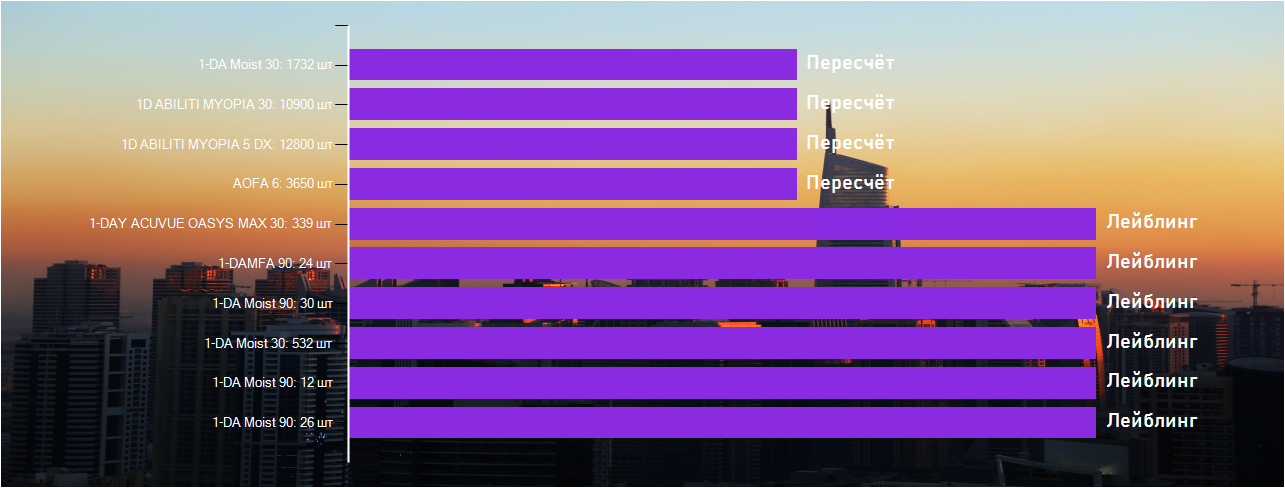 1-DA Moist 30: 1732 шт Пересчёт
1D ABILITI MYOPIA 30: 10900 шт Пересчёт
1D ABILITI MYOPIA 5 DX: 12800 шт Пересчёт
AOFA 6: 3650 шт Пересчёт
1-DAY ACUVUE OASYS MAX 30: 339 шт Лейблинг
1-DAMFA 90: 24 шт Лейблинг
1-DA Moist 90: 30 шт Лейблинг
1-DA Moist 30: 532 шт Лейблинг
1-DA Moist 90: 12 шт Лейблинг
1-DA Moist 90: 26 шт Лейблинг